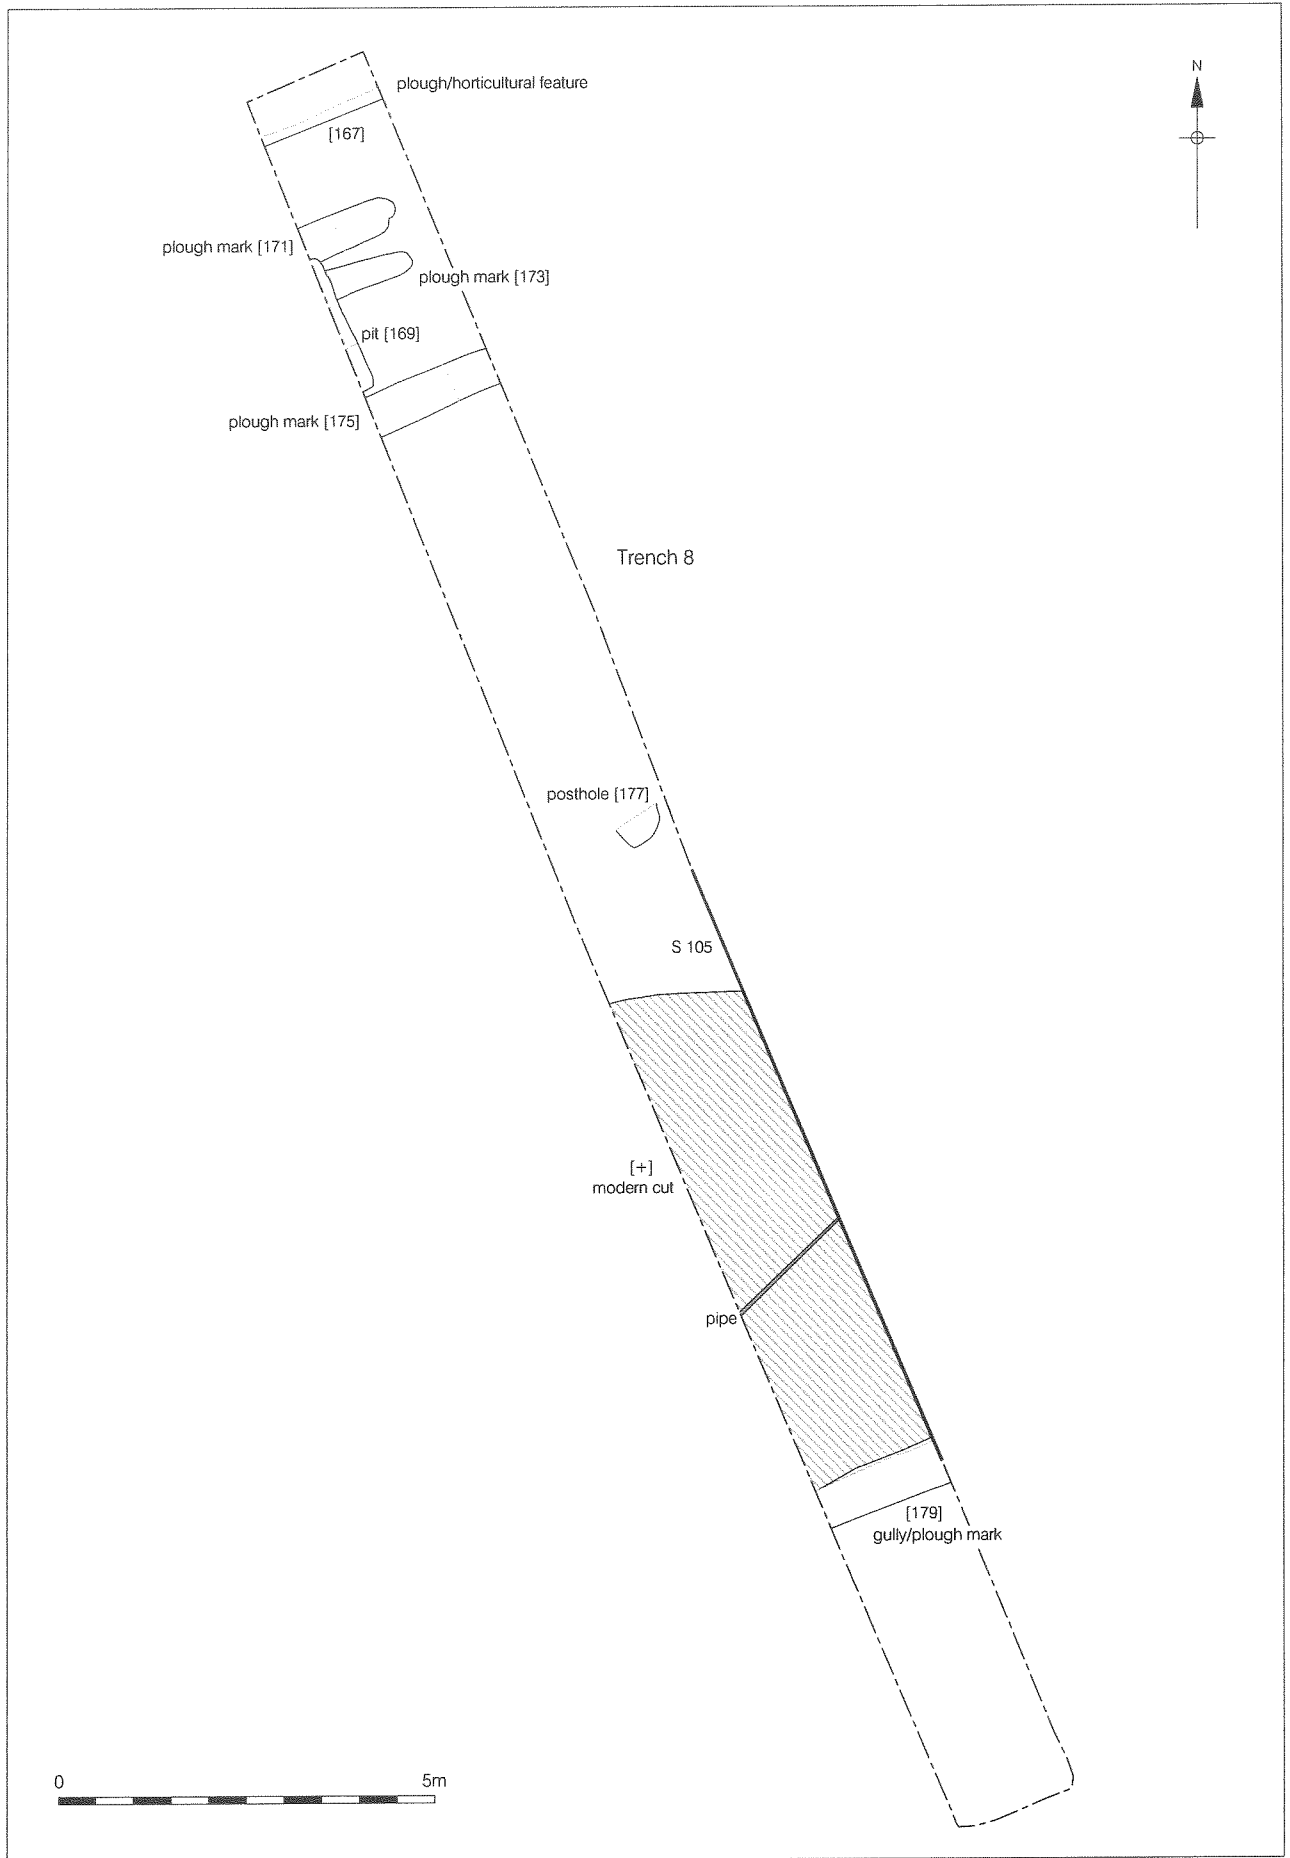 N
plough/horticultural feature
[167]
plough mark [171]
plough mark [173]
pit [169]
plough mark [175]
Trench 8
posthole [177]
S 105
[+]
modern cut
pipe
[179]
gully/plough mark
0 5m